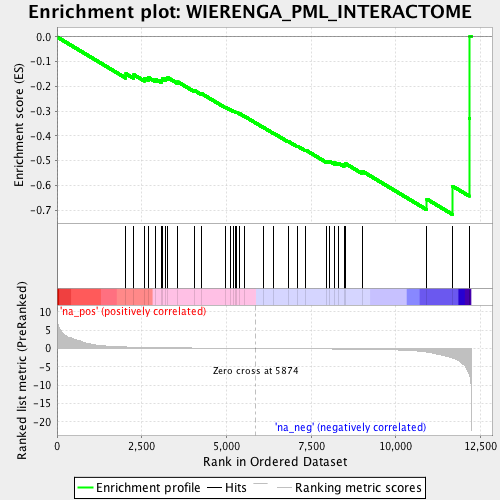 Enrichment plot: WIERENGA_PML_INTERACTOME
Enrichment score (ES)
0.0
-0.1
-0.2
-0.3
-0.4
-0.5
-0.6
-0.7
Ranked list metric (PreRanked)
'na_pos' (positively correlated)
10
5
0
-5
-10
-15
-20
Zero cross at 5874
'na_neg' (negatively correlated)
0
2,500
5,000
7,500
10,000
12,500
Rank in Ordered Dataset
Enrichment profile
Hits
Ranking metric scores